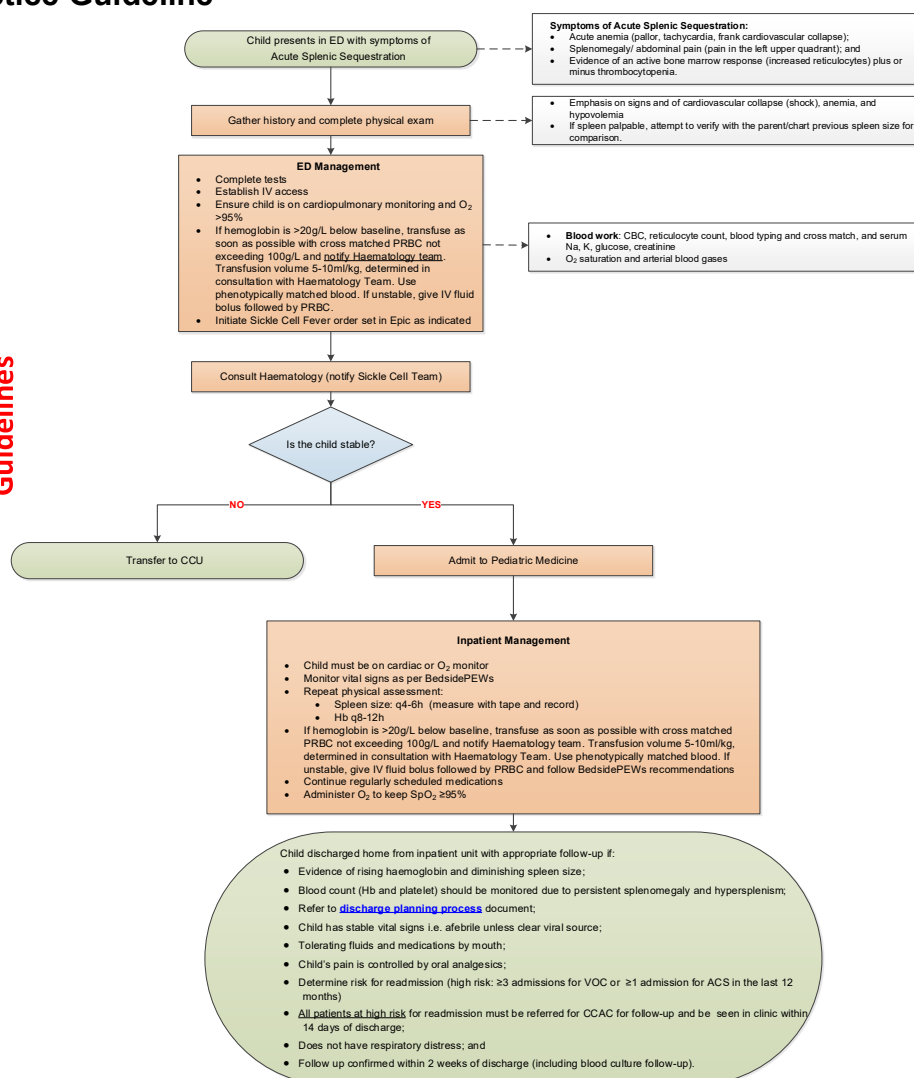 Child presents in ED with symptoms of
Acute Splenic Sequestration
Symptoms of Acute Splenic Sequestration:
• Acute anemia (pallor, tachycardia, frank cardiovascular collapse);
• Splenomegaly/ abdominal pain (pain in the left upper quadrant); and
• Evidence of an active bone marrow response (increased reticulocytes) plus or
minus thrombocytopenia.
Gather history and complete physical exam
• Emphasis on signs and of cardiovascular collapse (shock), anemia, and
hypovolemia
• If spleen palpable, attempt to verify with the parent/chart previous spleen size for
comparison.
ED Management
• Complete tests
• Establish IV access
• Ensure child is on cardiopulmonary monitoring and O2
>95%
• If hemoglobin is >20g/L below baseline, transfuse as
soon as possible with cross matched PRBC not
exceeding 100g/L and notify Haematology team.
Transfusion volume 5-10ml/kg, determined in
consultation with Haematology Team. Use
phenotypically matched blood. If unstable, give IV fluid
bolus followed by PRBC.
• Initiate Sickle Cell Fever order set in Epic as indicated
• Blood work: CBC, reticulocyte count, blood typing and cross match, and serum
Na, K, glucose, creatinine
• O2 saturation and arterial blood gases
Guidelines
Consult Haematology (notify Sickle Cell Team)
Is the child stable?
NO
YES
Transfer to CCU
Admit to Pediatric Medicine
Inpatient Management
• Child must be on cardiac or O2 monitor
• Monitor vital signs as per BedsidePEWs
• Repeat physical assessment:
• Spleen size: q4-6h (measure with tape and record)
• Hb q8-12h
• If hemoglobin is >20g/L below baseline, transfuse as soon as possible with cross matched
PRBC not exceeding 100g/L and notify Haematology team. Transfusion volume 5-10ml/kg,
determined in consultation with Haematology Team. Use phenotypically matched blood. If
unstable, give IV fluid bolus followed by PRBC and follow BedsidePEWs recommendations
• Continue regularly scheduled medications
• Administer O2 to keep SpO2 ≥95%
Child discharged home from inpatient unit with appropriate follow-up if:
• Evidence of rising haemoglobin and diminishing spleen size;
• Blood count (Hb and platelet) should be monitored due to persistent splenomegaly and hypersplenism;
• Refer to discharge planning process document;
• Child has stable vital signs i.e. afebrile unless clear viral source;
• Tolerating fluids and medications by mouth;
• Child's pain is controlled by oral analgesics;
• Determine risk for readmission (high risk: ≥3 admissions for VOC or ≥1 admission for ACS in the last 12
months)
• All patients at high risk for readmission must be referred for CCAC for follow-up and be seen in clinic within
14 days of discharge;
• Does not have respiratory distress; and
• Follow up confirmed within 2 weeks of discharge (including blood culture follow-up).